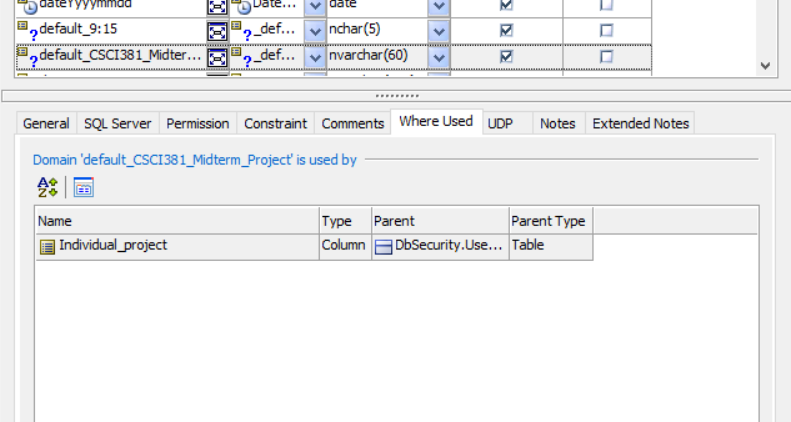 dateYyyymmdd Date... date
default_9:15 _def... nchar(5)
default_CSCI381_Midter... _def... nvarchar(60)
General SQL Server Permission Constraint Comments Where Used UDP Notes Extended Notes
Domain 'default_CSCI381_Midterm_Project' is used by
Name Type Parent Parent Type
Individual_project Column DbSecurity.Use... Table